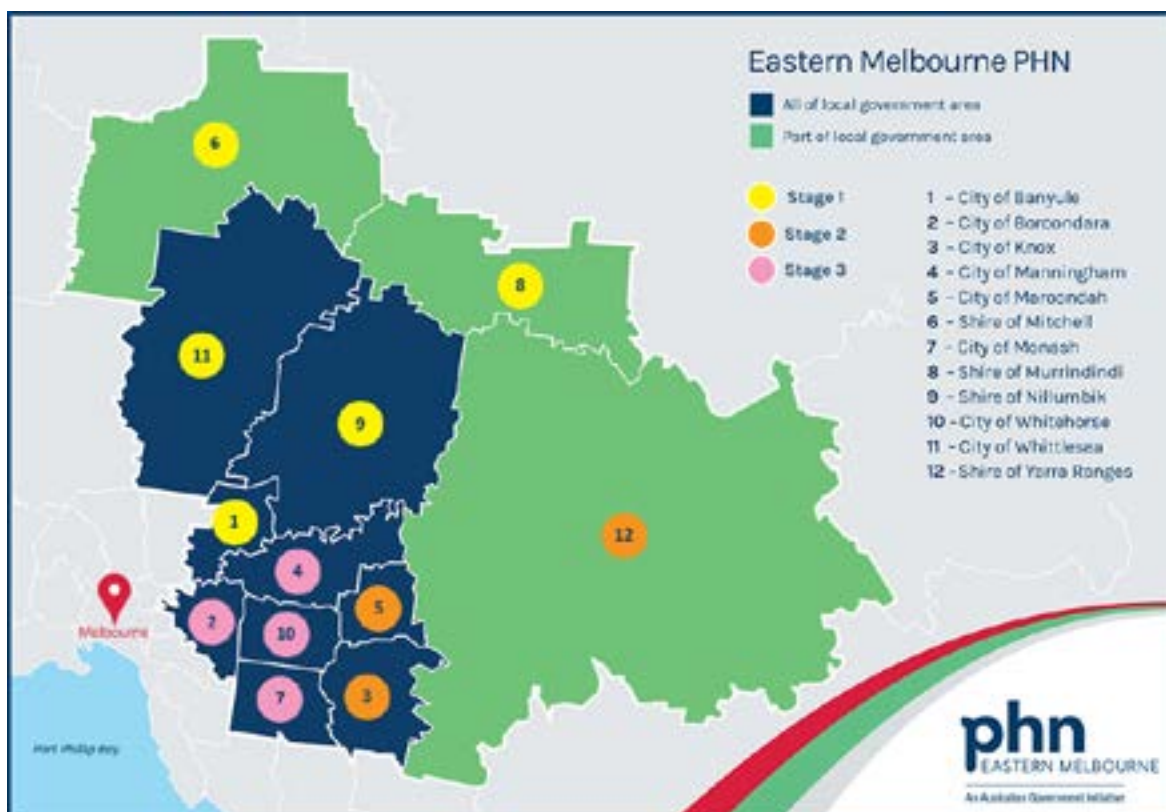 Eastern Melbourne PHN
All of local government area
Part of local government area
Stage 1
Stage 2
Stage 3
1 - City of Banyule
2 - City of Boroondara
3 - City of Knox
4 - City of Manningham
5 - City of Maroondah
6 - Shire of Mitchell
7 - City of Monash
8 - Shire of Murrindindi
9 - Shire of Nillumbik
10 - City of Whitehorse
11 - City of Whittlesea
12 - Shire of Yarra Ranges
6
8
11
9
1
12
4
5
2
10
7
3
Melbourne
Port Phillip Bay
phn
EASTERN MELBOURNE
An Australian Government Initiative